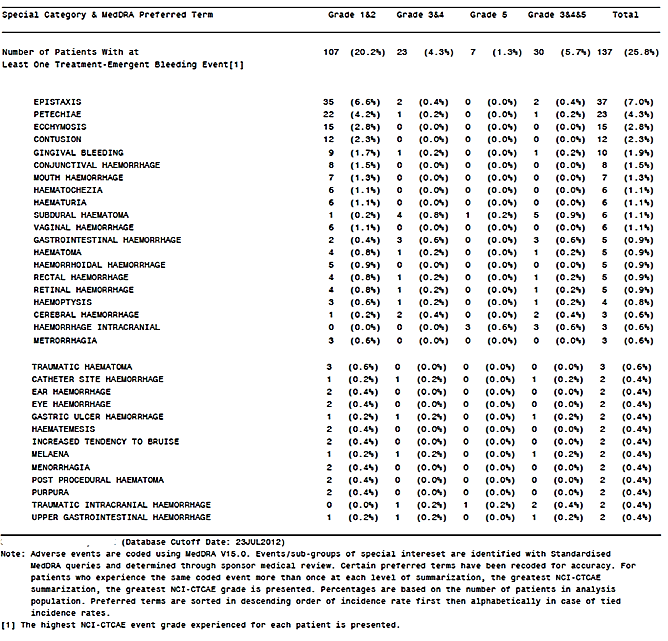 Special Category & MedDRA Preferred Term Grade 1&2 Grade 3&4 Grade 5 Grade 3&4&5 Total
Number of Patients With at 107 (20.2%) 23 (4.3%) 7 (1.3%) 30 (5.7%) 137 (25.8%)
Least One Treatment-Emergent Bleeding Event[1]
EPISTAXIS 35 (6.6%) 2 (0.4%) 0 (0.0%) 2 (0.4%) 37 (7.0%)
PETECHIAE 22 (4.2%) 1 (0.2%) 0 (0.0%) 1 (0.2%) 23 (4.3%)
ECCHYMOSIS 15 (2.8%) 0 (0.0%) 0 (0.0%) 0 (0.0%) 15 (2.8%)
CONTUSION 12 (2.3%) 0 (0.0%) 0 (0.0%) 0 (0.0%) 12 (2.3%)
GINGIVAL BLEEDING 9 (1.7%) 1 (0.2%) 0 (0.0%) 1 (0.2%) 10 (1.9%)
CONJUNCTIVAL HAEMORRHAGE 8 (1.5%) 0 (0.0%) 0 (0.0%) 0 (0.0%) 8 (1.5%)
MOUTH HAEMORRHAGE 7 (1.3%) 0 (0.0%) 0 (0.0%) 0 (0.0%) 7 (1.3%)
HAEMATOCHEZIA 6 (1.1%) 0 (0.0%) 0 (0.0%) 0 (0.0%) 6 (1.1%)
HAEMATURIA 6 (1.1%) 0 (0.0%) 0 (0.0%) 0 (0.0%) 6 (1.1%)
SUBDURAL HAEMATOMA 1 (0.2%) 4 (0.8%) 1 (0.2%) 5 (0.9%) 6 (1.1%)
VAGINAL HAEMORRHAGE 6 (1.1%) 0 (0.0%) 0 (0.0%) 0 (0.0%) 6 (1.1%)
GASTROINTESTINAL HAEMORRHAGE 2 (0.4%) 3 (0.6%) 0 (0.0%) 3 (0.6%) 5 (0.9%)
HAEMATOMA 4 (0.8%) 1 (0.2%) 0 (0.0%) 1 (0.2%) 5 (0.9%)
HAEMORRHOIDAL HAEMORRHAGE 5 (0.9%) 0 (0.0%) 0 (0.0%) 0 (0.0%) 5 (0.9%)
RECTAL HAEMORRHAGE 4 (0.8%) 1 (0.2%) 0 (0.0%) 1 (0.2%) 5 (0.9%)
RETINAL HAEMORRHAGE 4 (0.8%) 1 (0.2%) 0 (0.0%) 1 (0.2%) 5 (0.9%)
HAEMOPTYSIS 3 (0.6%) 1 (0.2%) 0 (0.0%) 1 (0.2%) 4 (0.8%)
CEREBRAL HAEMORRHAGE 1 (0.2%) 2 (0.4%) 0 (0.0%) 2 (0.4%) 3 (0.6%)
HAEMORRHAGE INTRACRANIAL 0 (0.0%) 0 (0.0%) 3 (0.6%) 3 (0.6%) 3 (0.6%)
METRORRHAGIA 3 (0.6%) 0 (0.0%) 0 (0.0%) 0 (0.0%) 3 (0.6%)
TRAUMATIC HAEMATOMA 3 (0.6%) 0 (0.0%) 0 (0.0%) 0 (0.0%) 3 (0.6%)
CATHETER SITE HAEMORRHAGE 1 (0.2%) 1 (0.2%) 0 (0.0%) 1 (0.2%) 2 (0.4%)
EAR HAEMORRHAGE 2 (0.4%) 0 (0.0%) 0 (0.0%) 0 (0.0%) 2 (0.4%)
EYE HAEMORRHAGE 2 (0.4%) 0 (0.0%) 0 (0.0%) 0 (0.0%) 2 (0.4%)
GASTRIC ULCER HAEMORRHAGE 1 (0.2%) 1 (0.2%) 0 (0.0%) 1 (0.2%) 2 (0.4%)
HAEMATEMESIS 2 (0.4%) 0 (0.0%) 0 (0.0%) 0 (0.0%) 2 (0.4%)
INCREASED TENDENCY TO BRUISE 2 (0.4%) 0 (0.0%) 0 (0.0%) 0 (0.0%) 2 (0.4%)
MELAENA 1 (0.2%) 1 (0.2%) 0 (0.0%) 1 (0.2%) 2 (0.4%)
MENORRHAGIA 2 (0.4%) 0 (0.0%) 0 (0.0%) 0 (0.0%) 2 (0.4%)
POST PROCEDURAL HAEMATOMA 2 (0.4%) 0 (0.0%) 0 (0.0%) 0 (0.0%) 2 (0.4%)
PURPURA 2 (0.4%) 0 (0.0%) 0 (0.0%) 0 (0.0%) 2 (0.4%)
TRAUMATIC INTRACRANIAL HAEMORRHAGE 0 (0.0%) 1 (0.2%) 1 (0.2%) 2 (0.4%) 2 (0.4%)
UPPER GASTROINTESTINAL HAEMORRHAGE 1 (0.2%) 1 (0.2%) 0 (0.0%) 1 (0.2%) 2 (0.4%)
(Database Cutoff Date: 23JUL2012)
Note: Adverse events are coded using MedDRA V15.0. Events/sub-groups of special intereset are identified with Standardised
MedDRA queries and determined through sponsor medical review. Certain preferred terms have been recoded for accuracy. For
patients who experience the same coded event more than once at each level of summarization, the greatest NCI-CTCAE
summarization, the greatest NCI-CTCAE grade is presented. Percentages are based on the number of patients in analysis
population. Preferred terms are sorted in descending order of incidence rate first then alphabetically in case of tied
incidence rates.
[1] The highest NCI-CTCAE event grade experienced for each patient is presented.